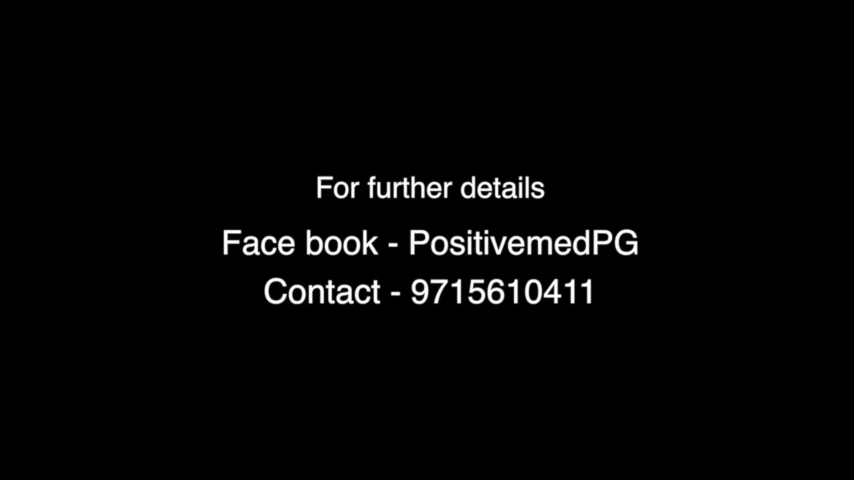 For further details
Face book - PositivemedPG
Contact - 9715610411